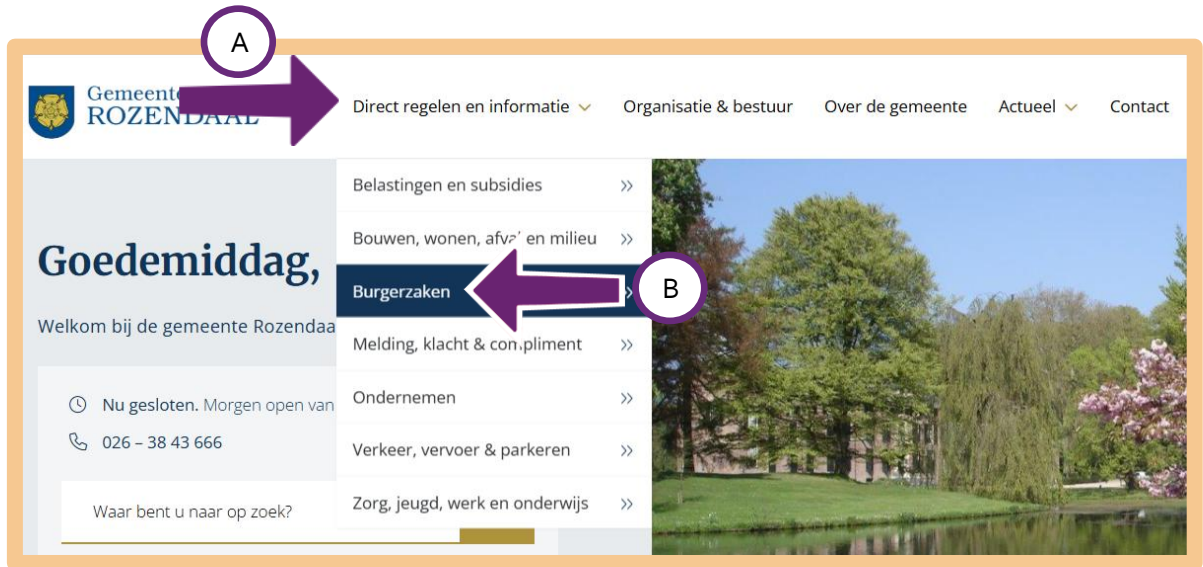 A
Gemeente
ROZENDAAL
Direct regelen en informatie
Organisatie & bestuur
Over de gemeente
Actueel
Contact
Belastingen en subsidies
Bouwen, wonen, afval en milieu
Goedemiddag,
Burgerzaken
B
Welkom bij de gemeente Rozendaa
Melding, klacht & compliment
Nu gesloten. Morgen open van
Ondernemen
026 – 38 43 666
Verkeer, vervoer & parkeren
Waar bent u naar op zoek?
Zorg, jeugd, werk en onderwijs